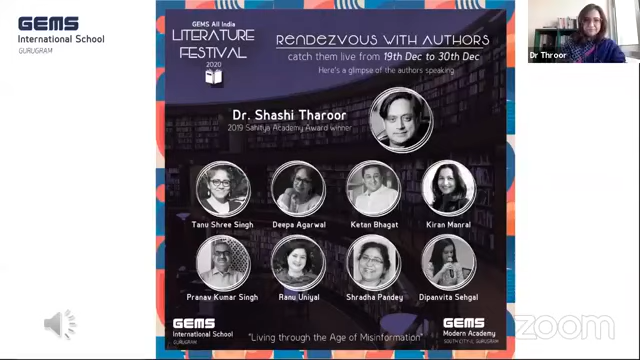 GEMS
International School
GURUGRAM
GEMS All India
LITERATURE
FESTIVAL
2020
RENDEZVOUS WITH AUTHORS
catch them live from 19th Dec to 30th Dec
Here's a glimpse of the authors speaking
Dr. Shashi Tharoor
2019 Sahitya Academy Award winner
Tanu Shree Singh
Deepa Agarwal
Ketan Bhagat
Kiran Manral
Pranav Kumar Singh
Ranu Uniyal
Shradha Pandey
Dipanvita Sehgal
GEMS
International School
GURUGRAM
"Living through the Age of Misinformation"
GEMS
Modern Academy
SOUTH CITY II, GURUGRAM
Dr Throor
zoom